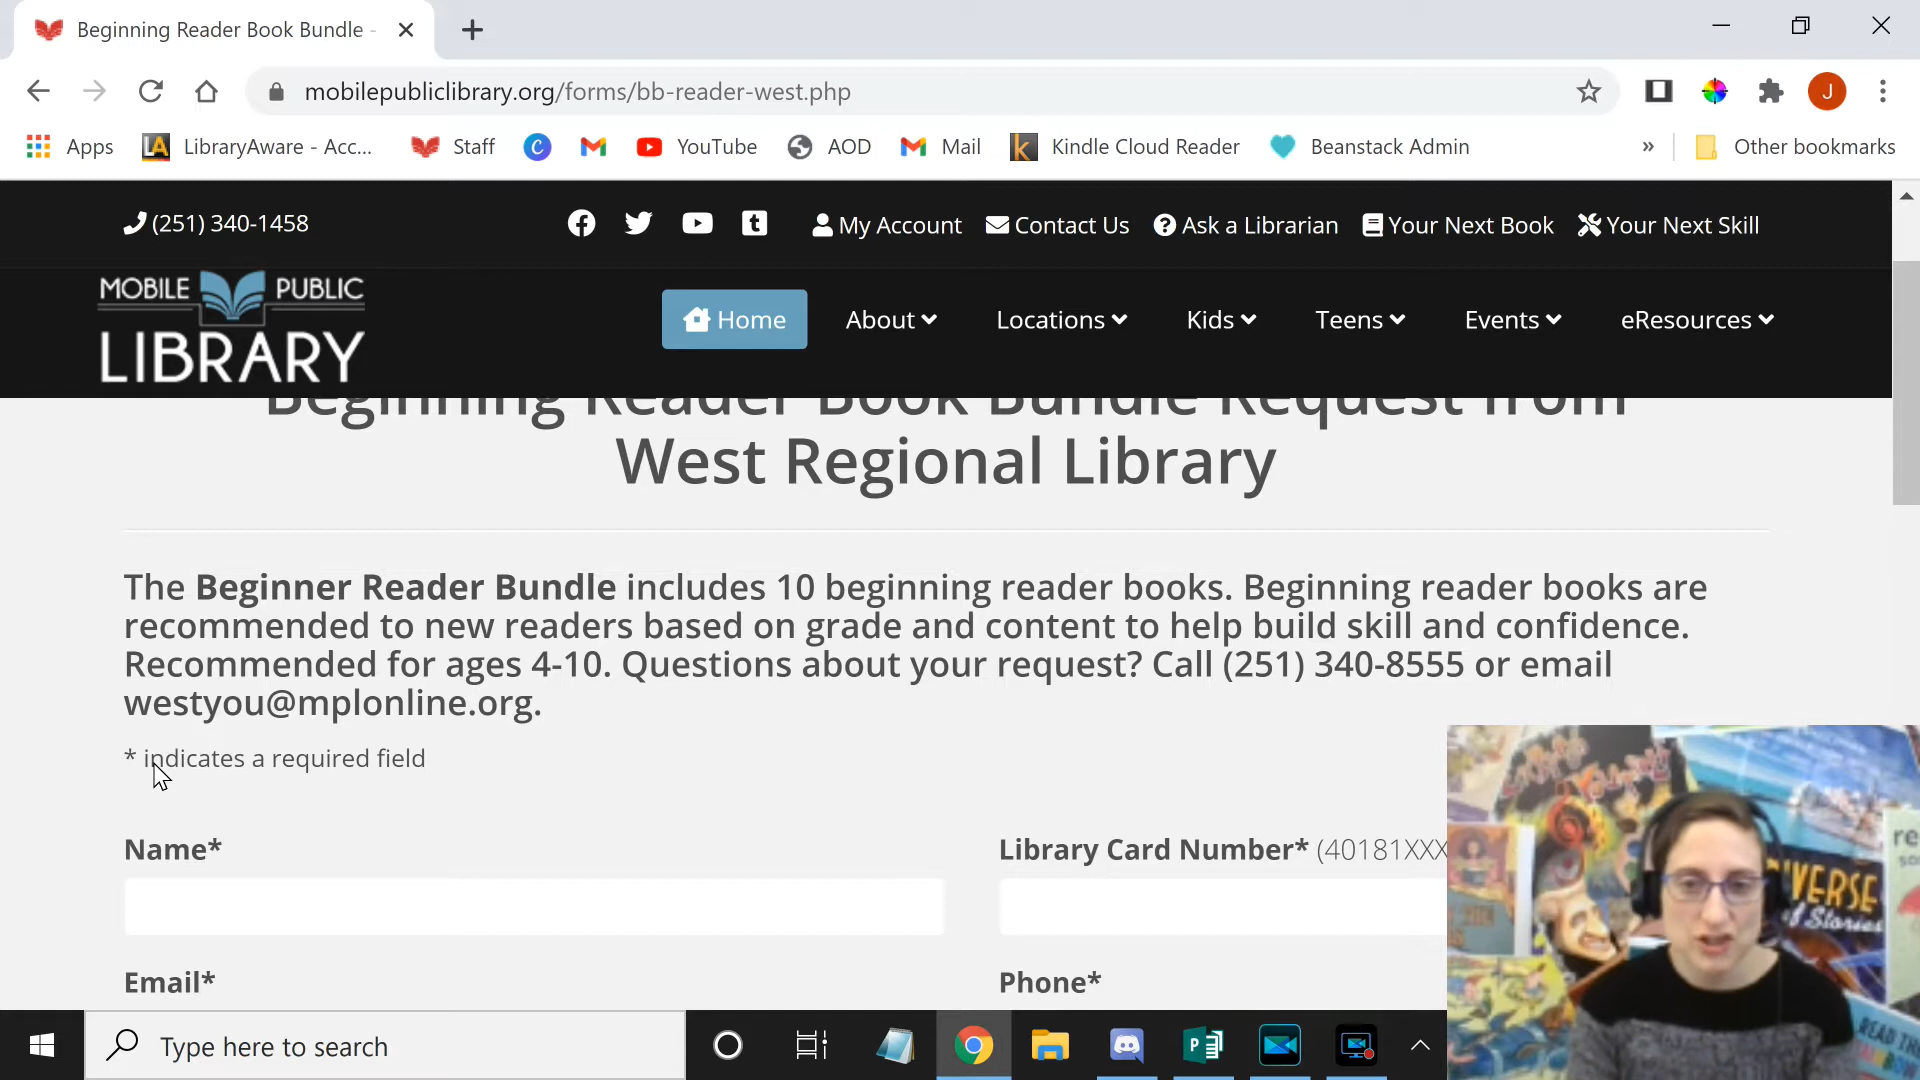 Beginning Reader Book Bundle -
mobilepubliclibrary.org/forms/bb-reader-west.php
J
Apps
LA
LibraryAware - Acc...
Staff
C
YouTube
AOD
Mail
k
Kindle Cloud Reader
Beanstack Admin
»
Other bookmarks
(251) 340-1458
My Account
Contact Us
Ask a Librarian
Your Next Book
Your Next Skill
MOBILE PUBLIC
LIBRARY
Home
About
Locations
Kids
Teens
Events
eResources
Beginning Reader Book Bundle Request from
West Regional Library
The Beginner Reader Bundle includes 10 beginning reader books. Beginning reader books are
recommended to new readers based on grade and content to help build skill and confidence.
Recommended for ages 4-10. Questions about your request? Call (251) 340-8555 or email
westyou@mplonline.org.
* indicates a required field
Name*
Library Card Number* (40181XXX
Email*
Phone*
VERSE
of Stories
READ THE
Type here to search